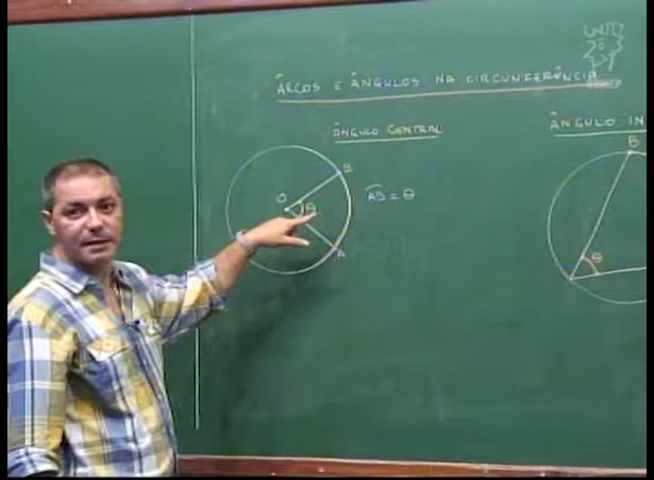 ARCOS E ÂNGULOS NA CIRCUNFERÊNCIA
ÂNGULO CENTRAL
B
O
θ
AB = θ
A
ÂNGULO IN
B
θ